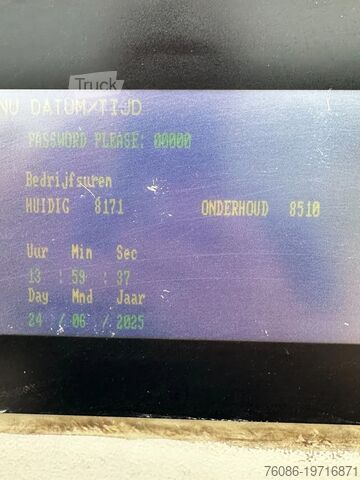 Truck
NU DATUM/TIJD
PASSWORD PLEASE: 00000
Bedrijfsuren
HUIDIG 8171 ONDERHOUD 8510
Uur Min Sec
13 : 59 : 37
Day Mnd Jaar
24 / 06 / 2025
76086-19716871